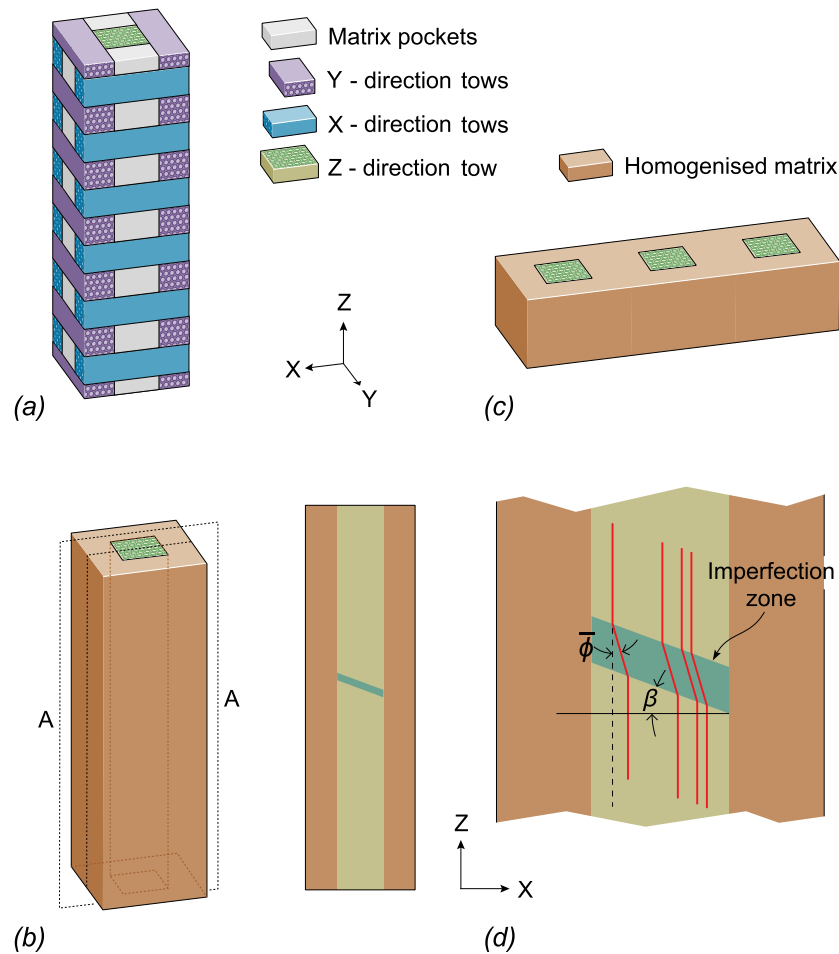 Matrix pockets
Y - direction tows
X - direction tows
Z - direction tow
Homogenised matrix
Z
X
Y
(a)
(c)
A
A
(b)
Imperfection
zone
ϕ̅
β
Z
X
(d)